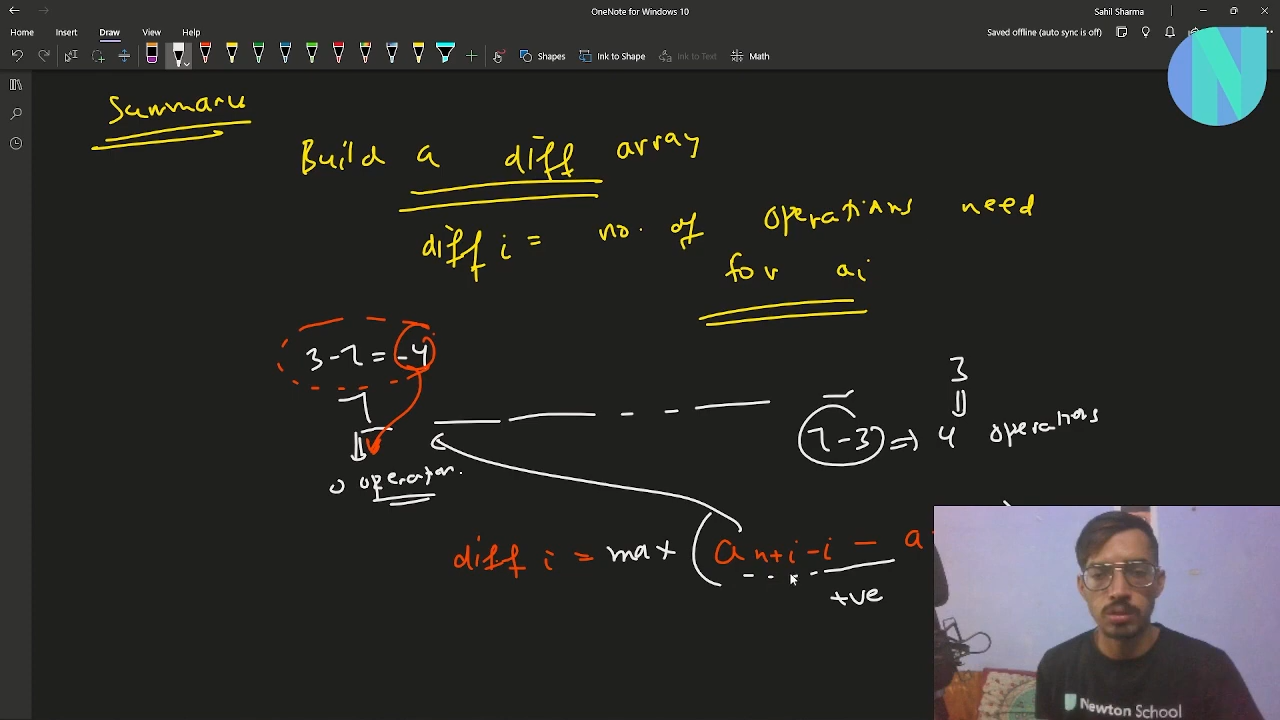 OneNote for Windows 10
Sahil Sharma
Home Insert Draw View Help
Saved offline (auto sync is off)
Shapes Ink to Shape Ink to Text Math
Summary
Build a diff array
diff i = no. of operations need
for ai
3-7 = -4
7
0 operation.
3
7-3 => 4 operations
diff i = max ( a n+i-i - a
+ve
Newton School